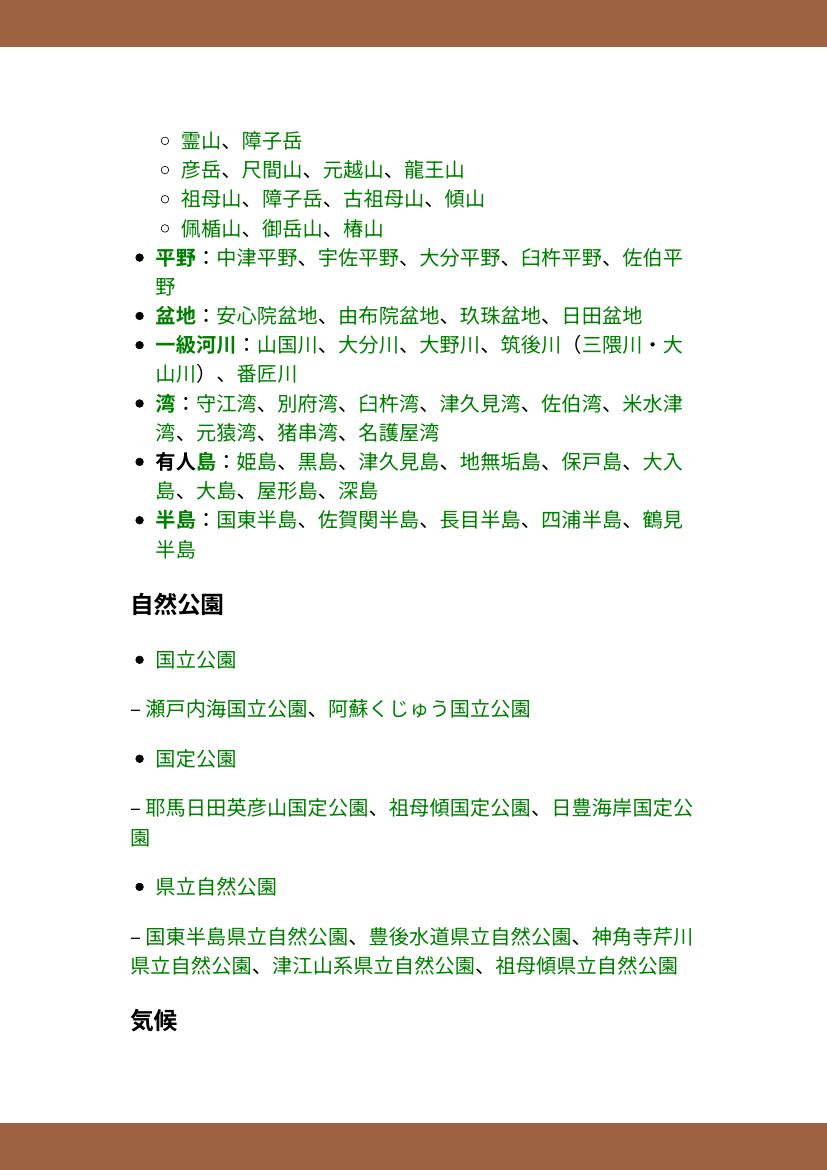 霊山、障子岳
彦岳、尺間山、元越山、龍王山
祖母山、障子岳、古祖母山、傾山
佩楯山、御岳山、椿山
平野：中津平野、宇佐平野、大分平野、臼杵平野、佐伯平
野
盆地：安心院盆地、由布院盆地、玖珠盆地、日田盆地
一級河川：山国川、大分川、大野川、筑後川（三隈川・大
山川）、番匠川
湾：守江湾、別府湾、臼杵湾、津久見湾、佐伯湾、米水津
湾、元猿湾、猪串湾、名護屋湾
有人島：姫島、黒島、津久見島、地無垢島、保戸島、大入
島、大島、屋形島、深島
半島：国東半島、佐賀関半島、長目半島、四浦半島、鶴見
半島
自然公園
国立公園
– 瀬戸内海国立公園、阿蘇くじゅう国立公園
国定公園
– 耶馬日田英彦山国定公園、祖母傾国定公園、日豊海岸国定公
園
県立自然公園
– 国東半島県立自然公園、豊後水道県立自然公園、神角寺芹川
県立自然公園、津江山系県立自然公園、祖母傾県立自然公園
気候